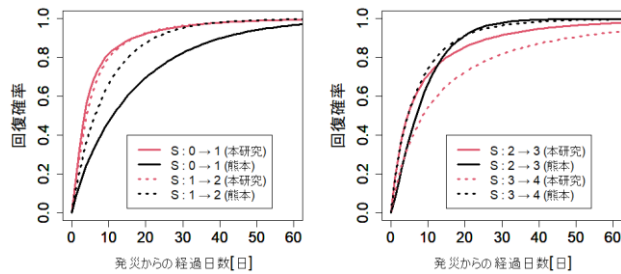 回復確率
1.0
0.8
0.6
0.4
0.2
0.0
S : 0 → 1 (本研究)
S : 0 → 1 (熊本)
S : 1 → 2 (本研究)
S : 1 → 2 (熊本)
0 10 20 30 40 50 60
発災からの経過日数[日]
回復確率
1.0
0.8
0.6
0.4
0.2
0.0
S : 2 → 3 (本研究)
S : 2 → 3 (熊本)
S : 3 → 4 (本研究)
S : 3 → 4 (熊本)
0 10 20 30 40 50 60
発災からの経過日数[日]